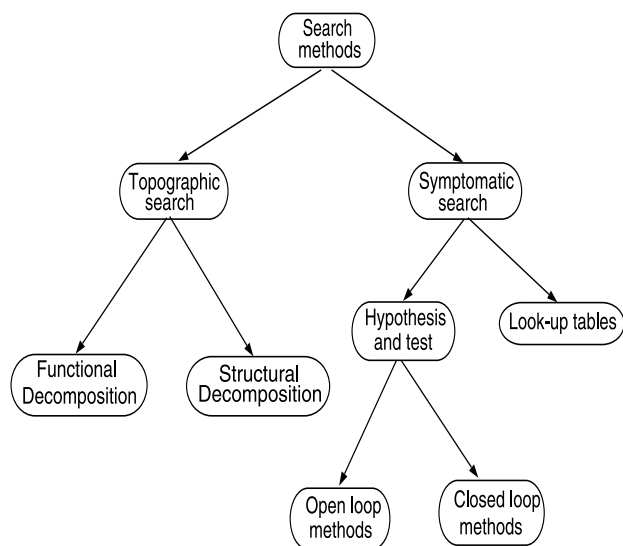 Search
methods
Topographic
search
Symptomatic
search
Hypothesis
and test
Look-up tables
Functional
Decomposition
Structural
Decomposition
Open loop
methods
Closed loop
methods